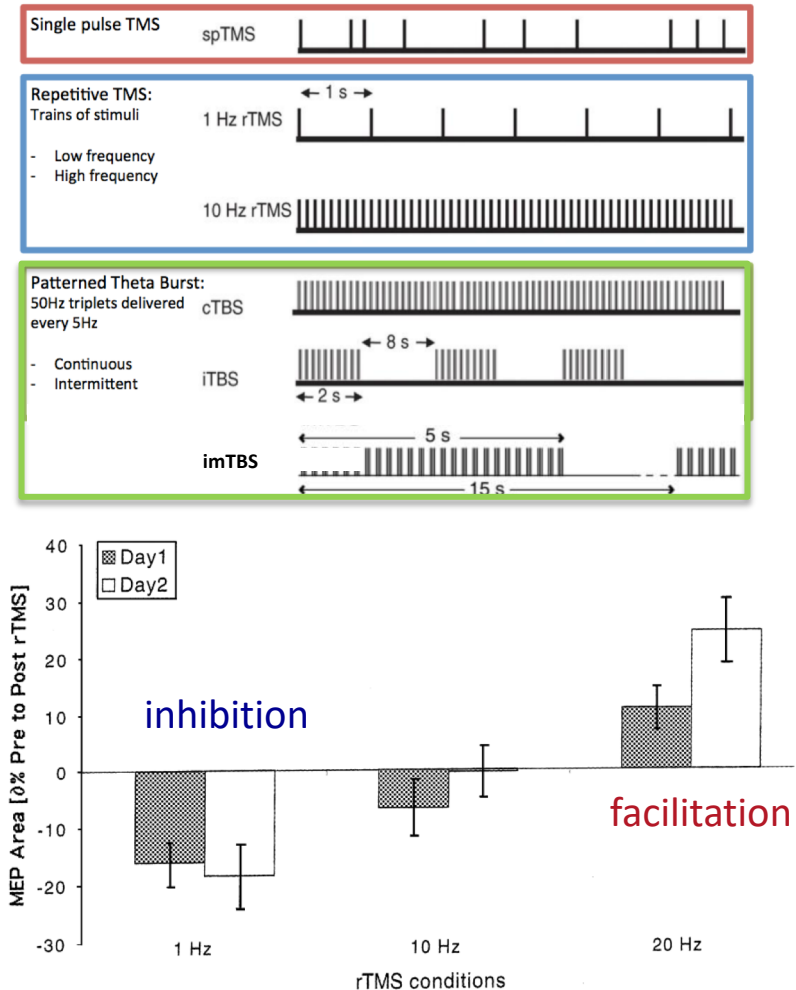 Single pulse TMS
spTMS
Repetitive TMS:
Trains of stimuli
- Low frequency
- High frequency
1 s
1 Hz rTMS
10 Hz rTMS
Patterned Theta Burst:
50Hz triplets delivered
every 5Hz
- Continuous
- Intermittent
cTBS
8 s
iTBS
2 s
5 s
imTBS
15 s
40
30
20
10
0
-10
-20
-30
MEP Area [∂% Pre to Post rTMS]
Day1
Day2
inhibition
facilitation
1 Hz
10 Hz
20 Hz
rTMS conditions